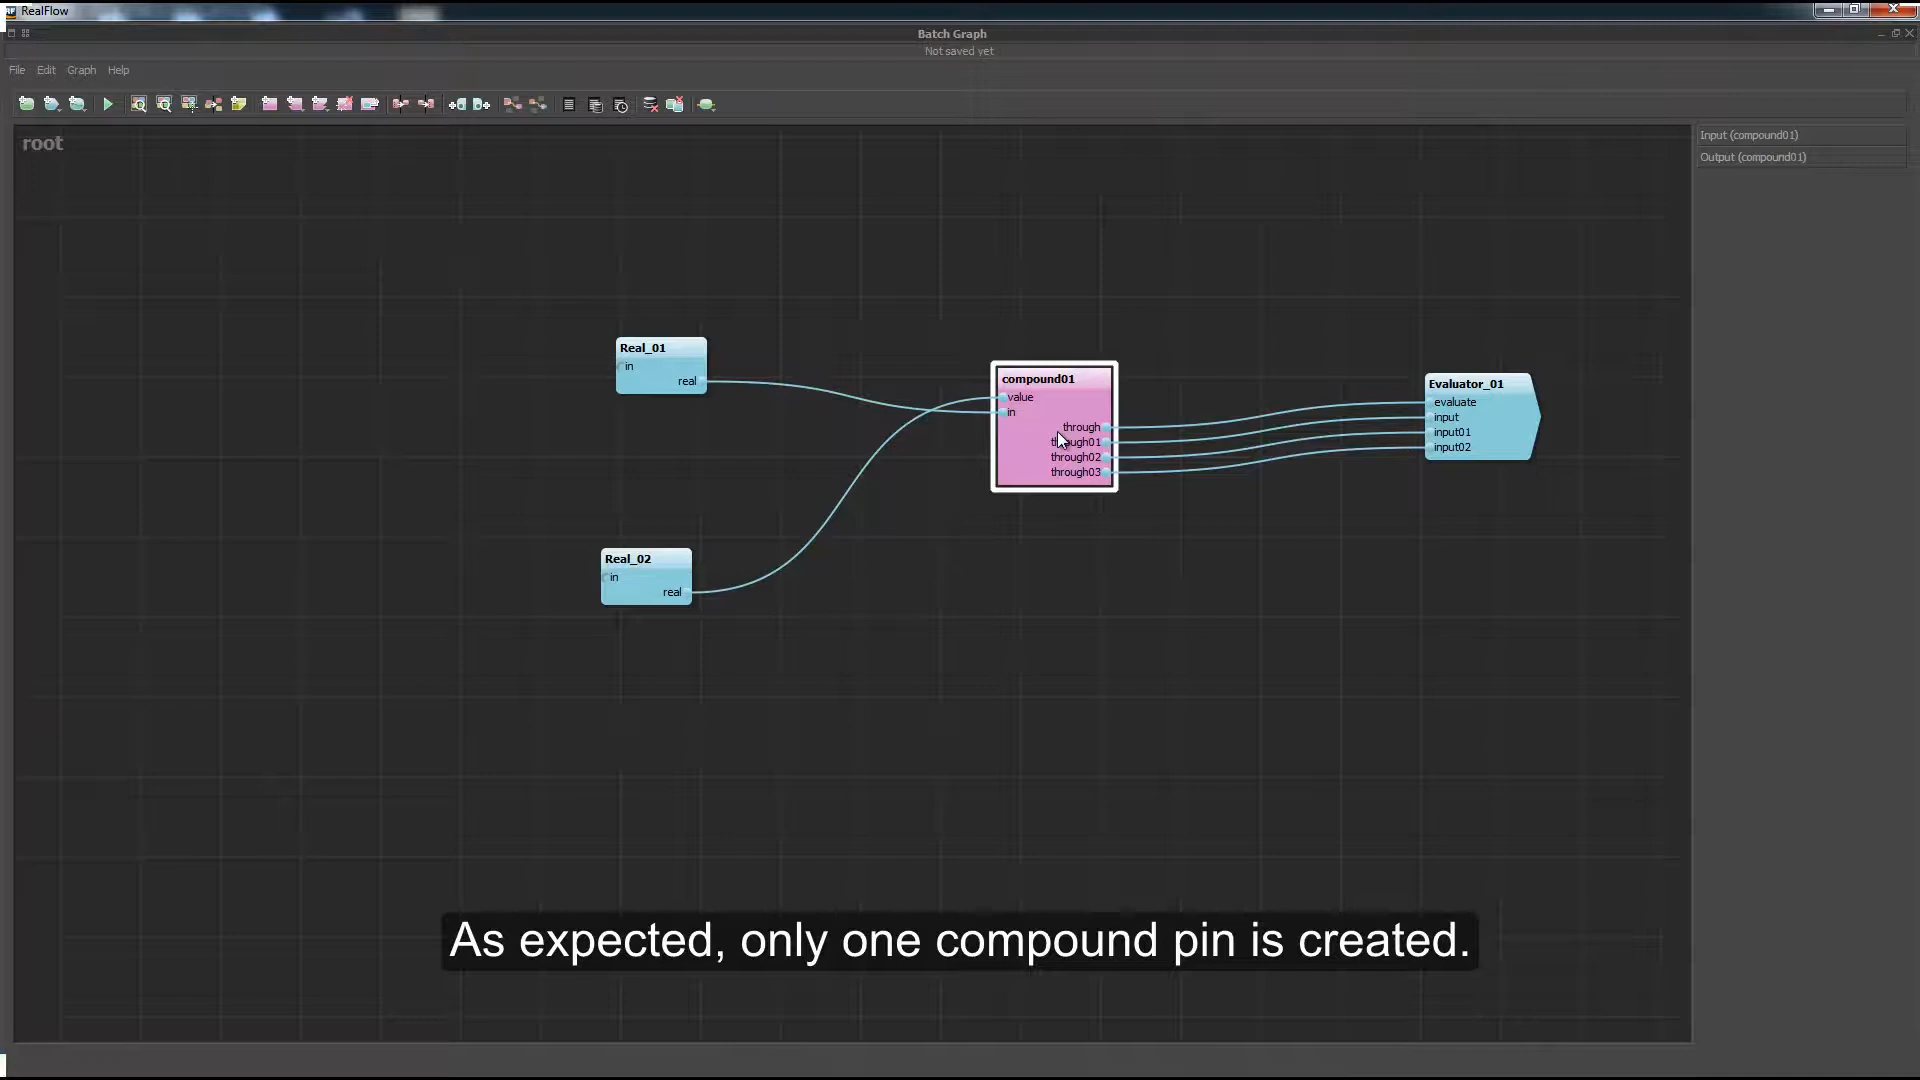 RealFlow
Batch Graph
Not saved yet
File Edit Graph Help
root
Input (compound01)
Output (compound01)
Real_01
in
real
compound01
value
in
through
through01
through02
through03
Evaluator_01
evaluate
input
input01
input02
Real_02
in
real
As expected, only one compound pin is created.